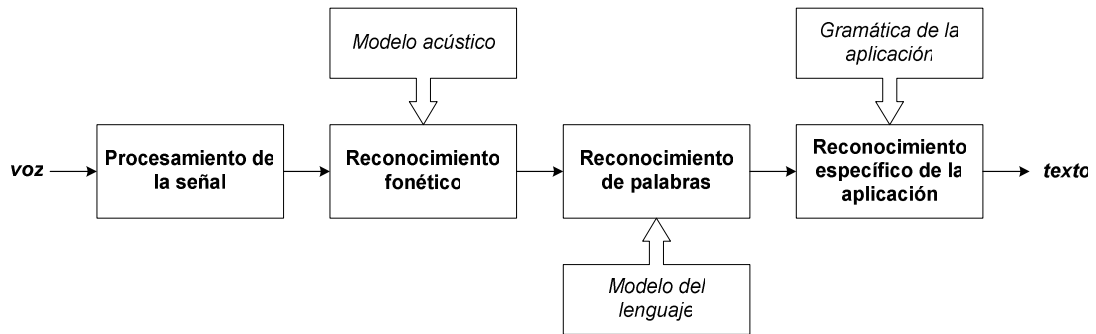 Modelo acústico
Gramática de la
aplicación
voz
Procesamiento de
la señal
Reconocimiento
fonético
Reconocimiento
de palabras
Reconocimiento
específico de la
aplicación
texto
Modelo del
lenguaje